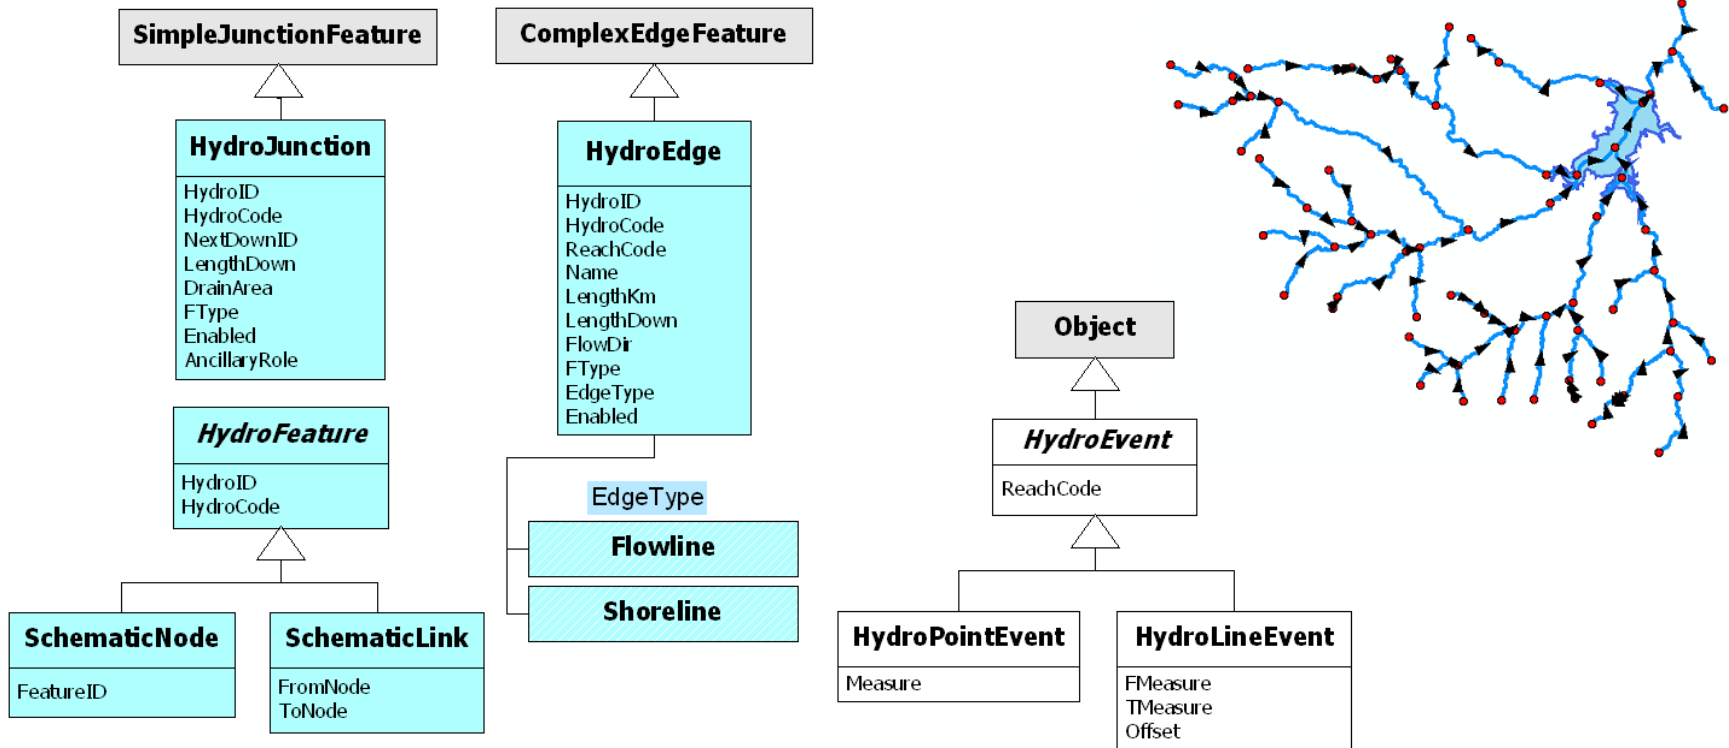 SimpleJunctionFeature
HydroJunction
HydroID
HydroCode
NextDownID
LengthDown
DrainArea
FType
Enabled
AncillaryRole
HydroFeature
HydroID
HydroCode
SchematicNode
FeatureID
SchematicLink
FromNode
ToNode
ComplexEdgeFeature
HydroEdge
HydroID
HydroCode
ReachCode
Name
LengthKm
LengthDown
FlowDir
FType
EdgeType
Enabled
EdgeType
Flowline
Shoreline
Object
HydroEvent
ReachCode
HydroPointEvent
Measure
HydroLineEvent
FMeasure
TMeasure
Offset